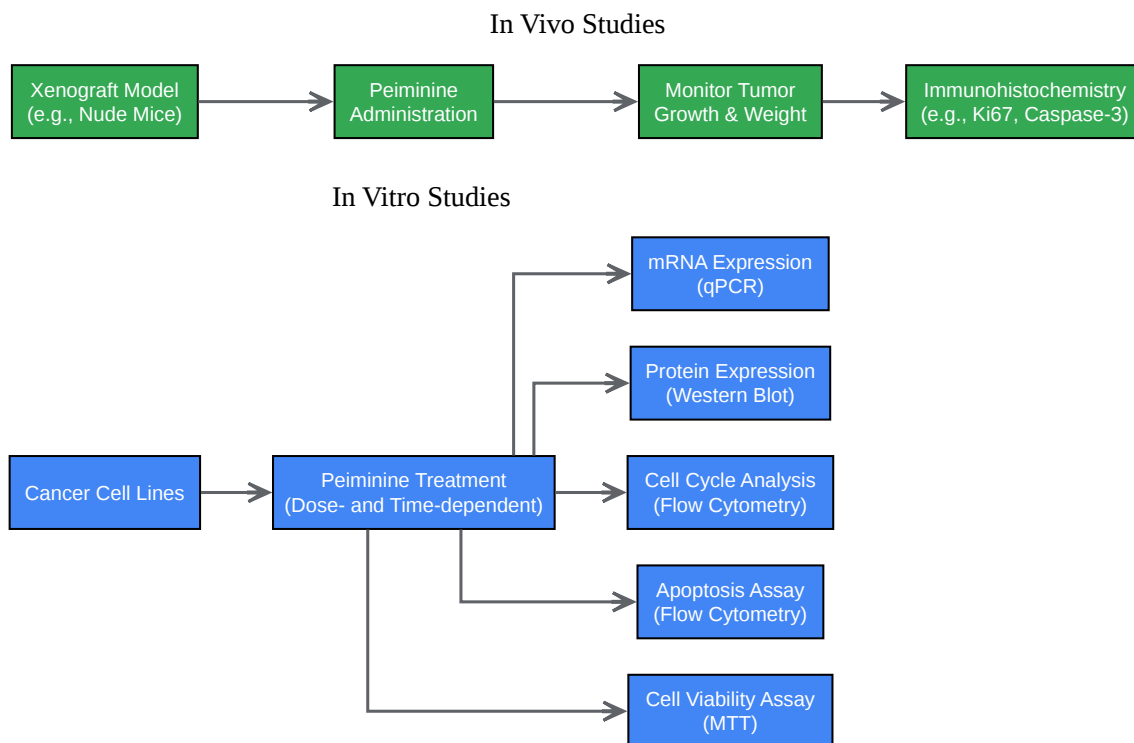 In Vivo Studies
Xenograft Model
(e.g., Nude Mice)
Peiminine
Administration
Monitor Tumor
Growth & Weight
Immunohistochemistry
(e.g., Ki67, Caspase-3)
In Vitro Studies
mRNA Expression
(qPCR)
Protein Expression
(Western Blot)
Cancer Cell Lines
Peiminine Treatment
(Dose- and Time-dependent)
Cell Cycle Analysis
(Flow Cytometry)
Apoptosis Assay
(Flow Cytometry)
Cell Viability Assay
(MTT)